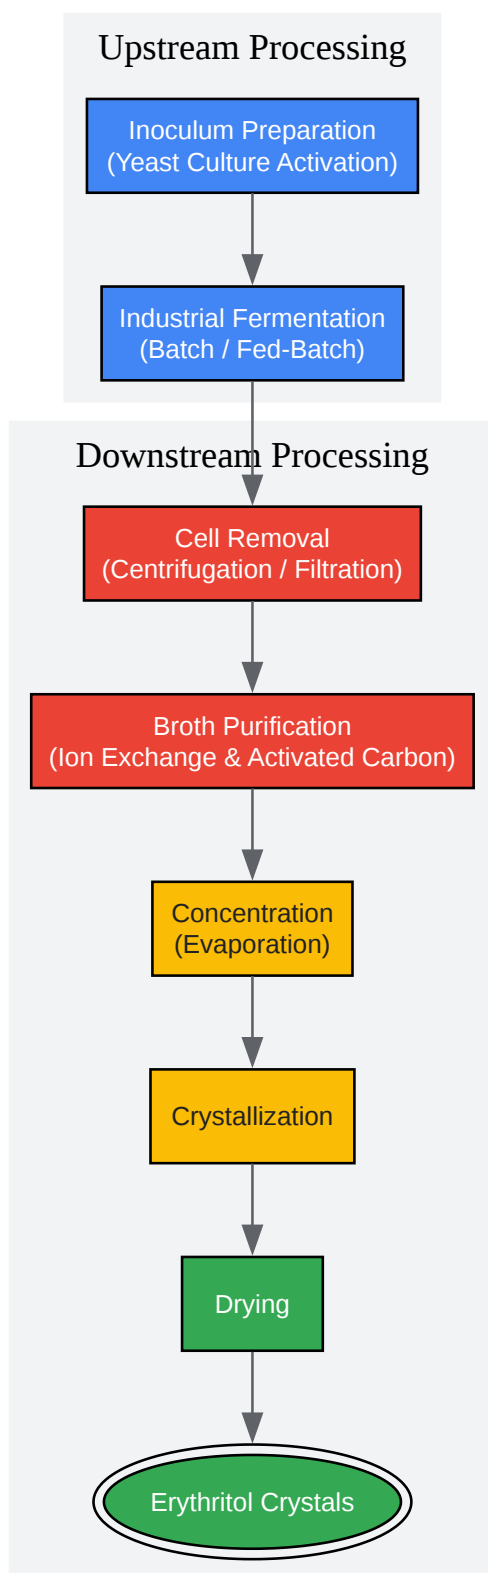 Upstream Processing
Inoculum Preparation
(Yeast Culture Activation)
Industrial Fermentation
(Batch / Fed-Batch)
Downstream Processing
Cell Removal
(Centrifugation / Filtration)
Broth Purification
(Ion Exchange & Activated Carbon)
Concentration
(Evaporation)
Crystallization
Drying
Erythritol Crystals